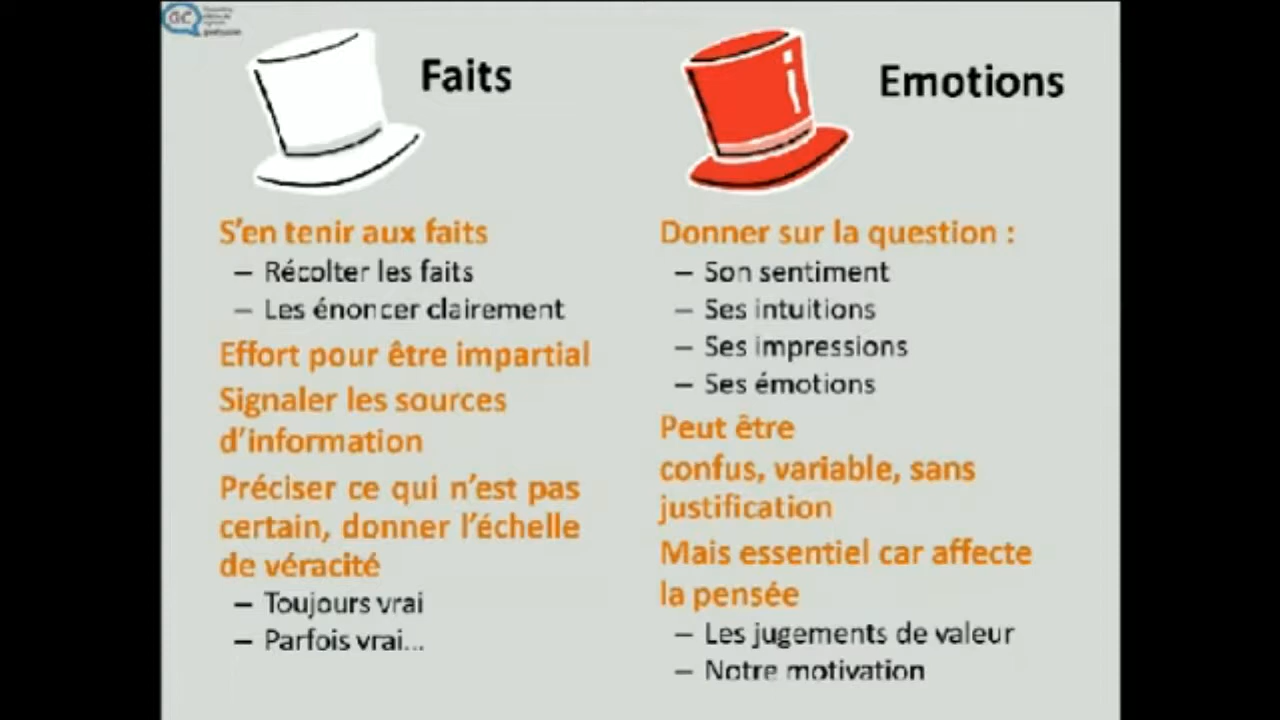 GC
Faits
S'en tenir aux faits
– Récolter les faits
– Les énoncer clairement
Effort pour être impartial
Signaler les sources
d'information
Préciser ce qui n'est pas
certain, donner l'échelle
de véracité
– Toujours vrai
– Parfois vrai...
Emotions
Donner sur la question :
– Son sentiment
– Ses intuitions
– Ses impressions
– Ses émotions
Peut être
confus, variable, sans
justification
Mais essentiel car affecte
la pensée
– Les jugements de valeur
– Notre motivation